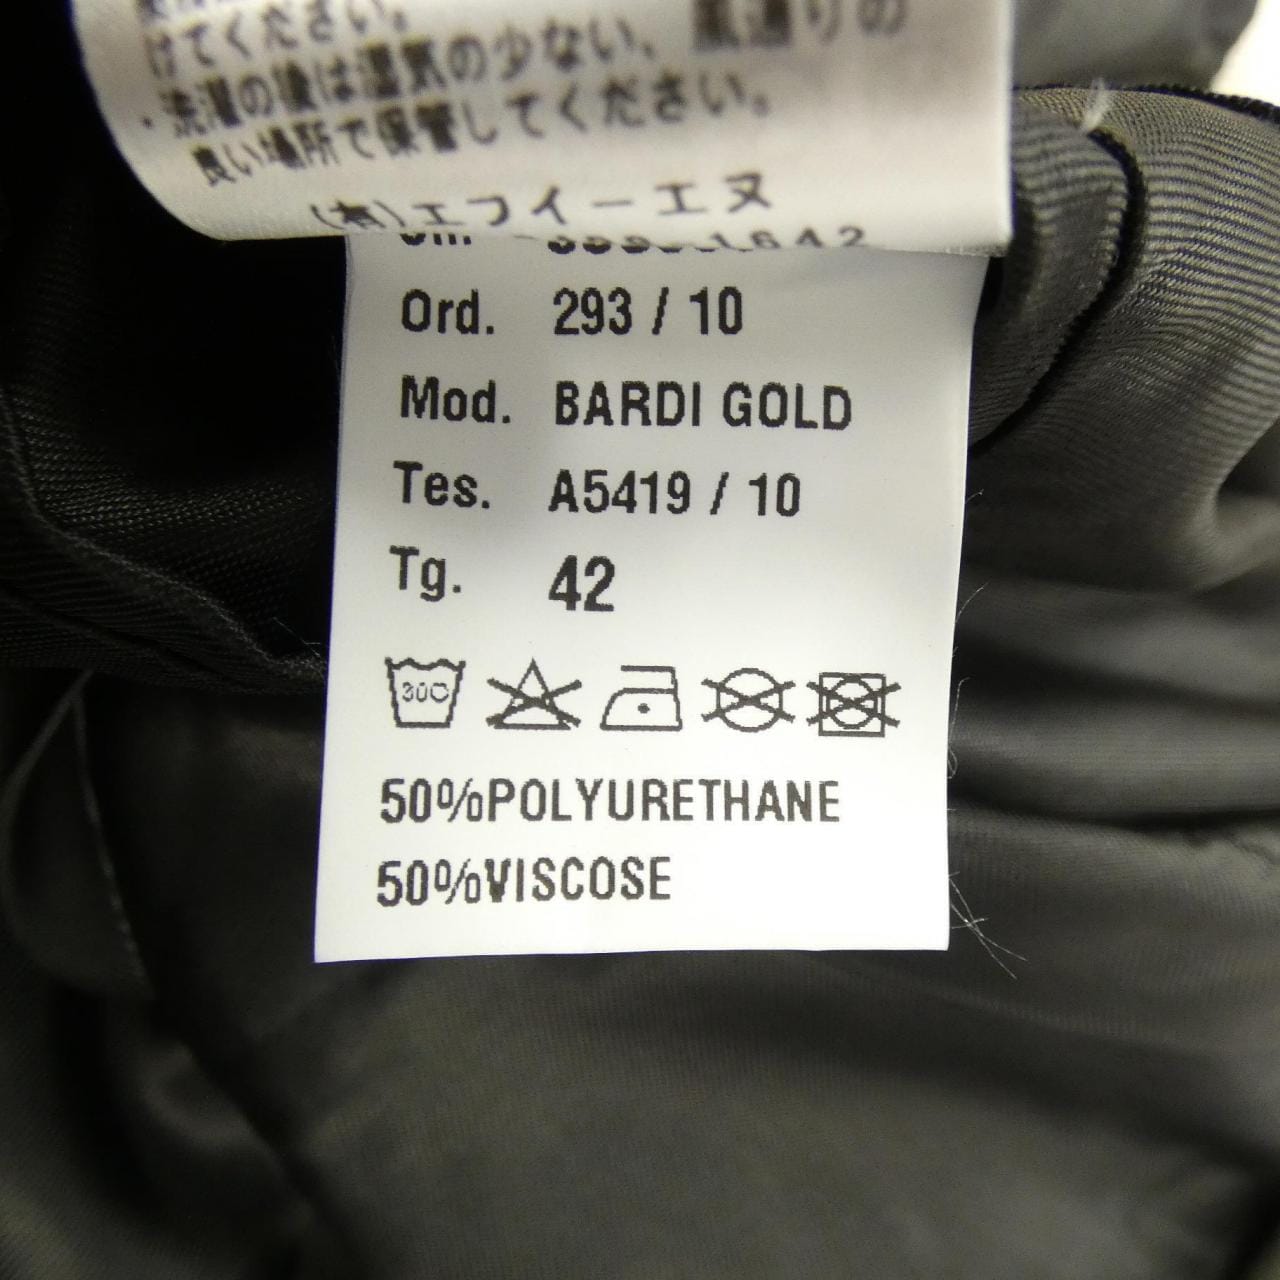 けてください。
・洗濯の後は湿気の少ない、風通りの
良い場所で保管してください。
(有)エフイーエヌ
Ord. 293 / 10
Mod. BARDI GOLD
Tes. A5419 / 10
Tg. 42
30C
50%POLYURETHANE
50%VISCOSE